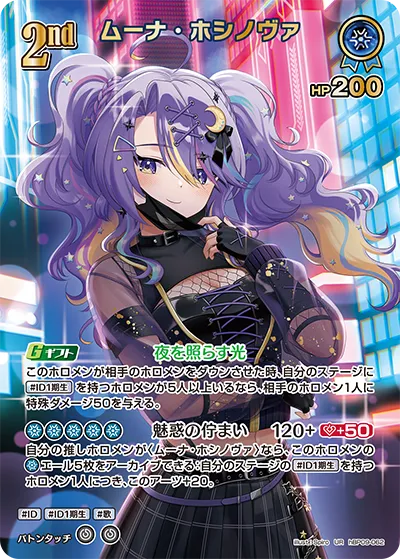 2nd
ムーナ・ホシノヴァ
HP200
Gギフト 夜を照らす光
このホロメンが相手のホロメンをダウンさせた時、自分のステージに
#ID1期生 を持つホロメンが5人以上いるなら、相手のホロメン1人に
特殊ダメージ50を与える。
魅惑の佇まい 120+ +50
自分の推しホロメンが〈ムーナ・ホシノヴァ〉なら、このホロメンの
エール5枚をアーカイブできる:自分のステージの #ID1期生 を持つ
ホロメン1人につき、このアーツ+20。
#ID #ID1期生 #歌
バトンタッチ
illust: Spiro UR hBP06-062